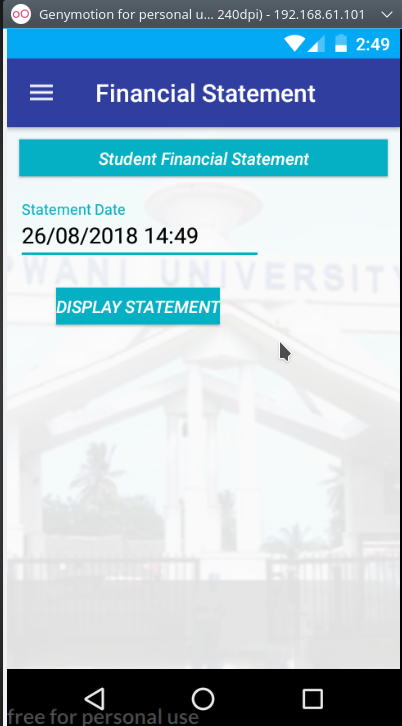 Genymotion for personal u... 240dpi) - 192.168.61.101
2:49
Financial Statement
Student Financial Statement
Statement Date
26/08/2018 14:49
PWANI UNIVERSITY
DISPLAY STATEMENT
free for personal use